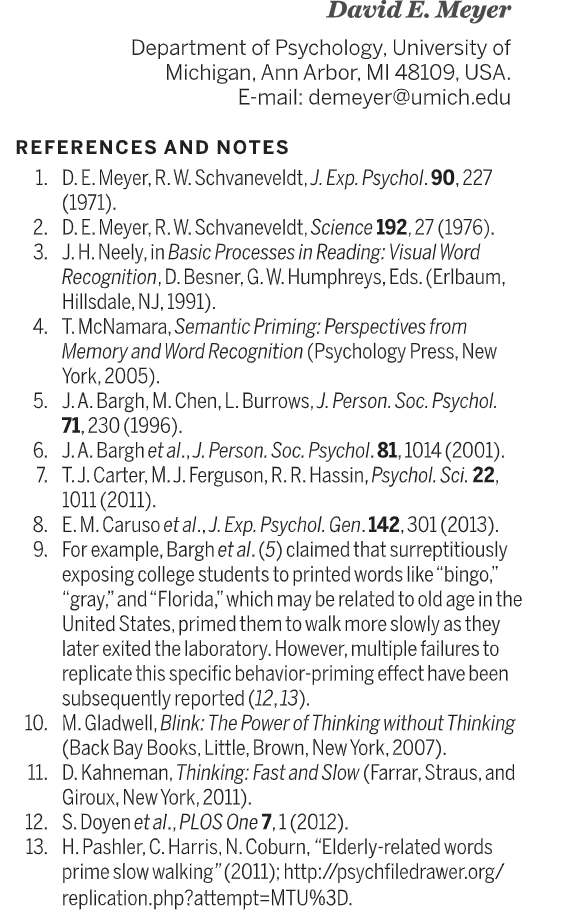 David E. Meyer
Department of Psychology, University of
Michigan, Ann Arbor, MI 48109, USA.
E-mail: demeyer@umich.edu
REFERENCES AND NOTES
1. D. E. Meyer, R. W. Schvaneveldt, J. Exp. Psychol. 90, 227
(1971).
2. D. E. Meyer, R. W. Schvaneveldt, Science 192, 27 (1976).
3. J. H. Neely, in Basic Processes in Reading: Visual Word
Recognition, D. Besner, G. W. Humphreys, Eds. (Erlbaum,
Hillsdale, NJ, 1991).
4. T. McNamara, Semantic Priming: Perspectives from
Memory and Word Recognition (Psychology Press, New
York, 2005).
5. J. A. Bargh, M. Chen, L. Burrows, J. Person. Soc. Psychol.
71, 230 (1996).
6. J. A. Bargh et al., J. Person. Soc. Psychol. 81, 1014 (2001).
7. T. J. Carter, M. J. Ferguson, R. R. Hassin, Psychol. Sci. 22,
1011 (2011).
8. E. M. Caruso et al., J. Exp. Psychol. Gen. 142, 301 (2013).
9. For example, Bargh et al. (5) claimed that surreptitiously
exposing college students to printed words like “bingo,”
“gray,” and “Florida,” which may be related to old age in the
United States, primed them to walk more slowly as they
later exited the laboratory. However, multiple failures to
replicate this specific behavior-priming effect have been
subsequently reported (12, 13).
10. M. Gladwell, Blink: The Power of Thinking without Thinking
(Back Bay Books, Little, Brown, New York, 2007).
11. D. Kahneman, Thinking: Fast and Slow (Farrar, Straus, and
Giroux, New York, 2011).
12. S. Doyen et al., PLOS One 7, 1 (2012).
13. H. Pashler, C. Harris, N. Coburn, “Elderly-related words
prime slow walking” (2011); http://psychfiledrawer.org/
replication.php?attempt=MTU%3D.